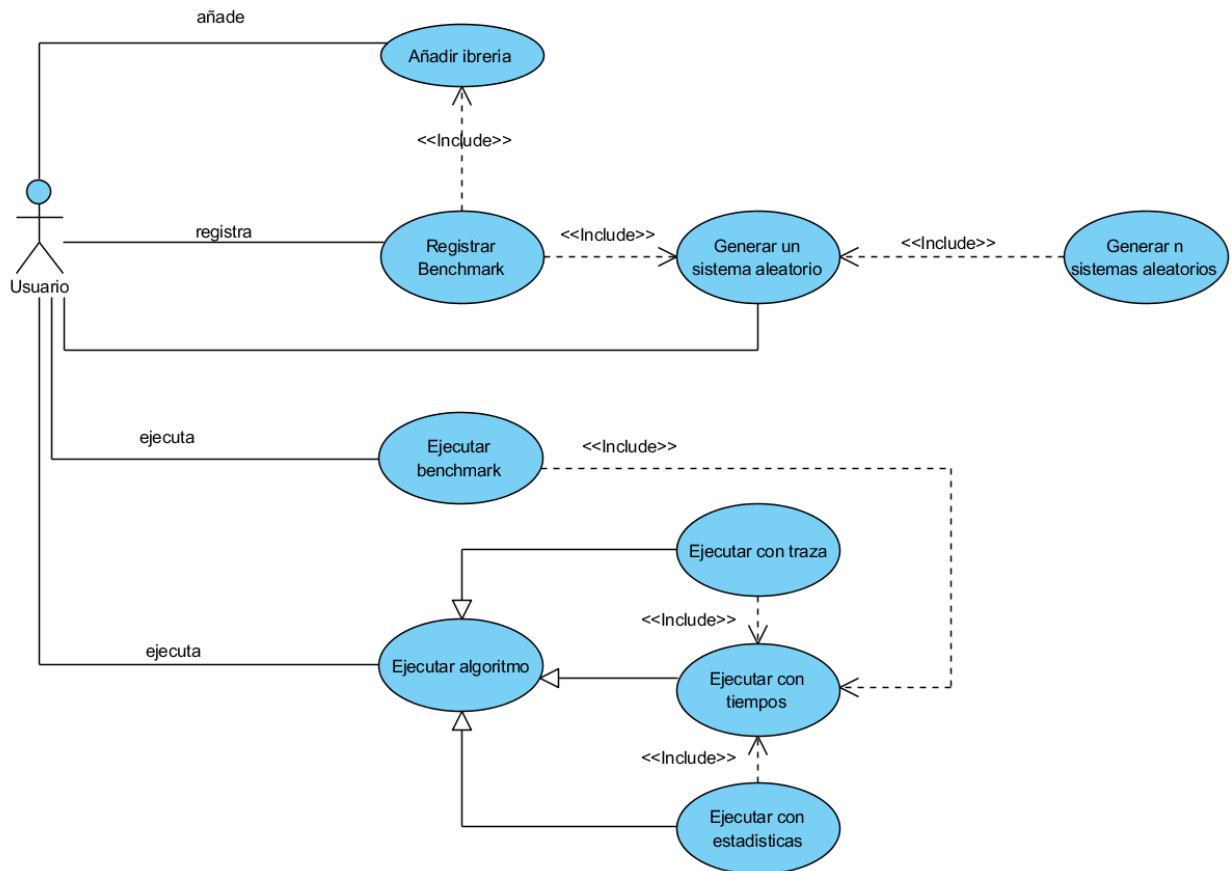 añade
Añadir ibrería
<<Include>>
registra
Registrar
Benchmark
<<Include>>
Generar un
sistema aleatorio
<<Include>>
Generar n
sistemas aleatorios
Usuario
ejecuta
Ejecutar
benchmark
<<Include>>
Ejecutar con traza
<<Include>>
ejecuta
Ejecutar algoritmo
Ejecutar con
tiempos
<<Include>>
Ejecutar con
estadísticas